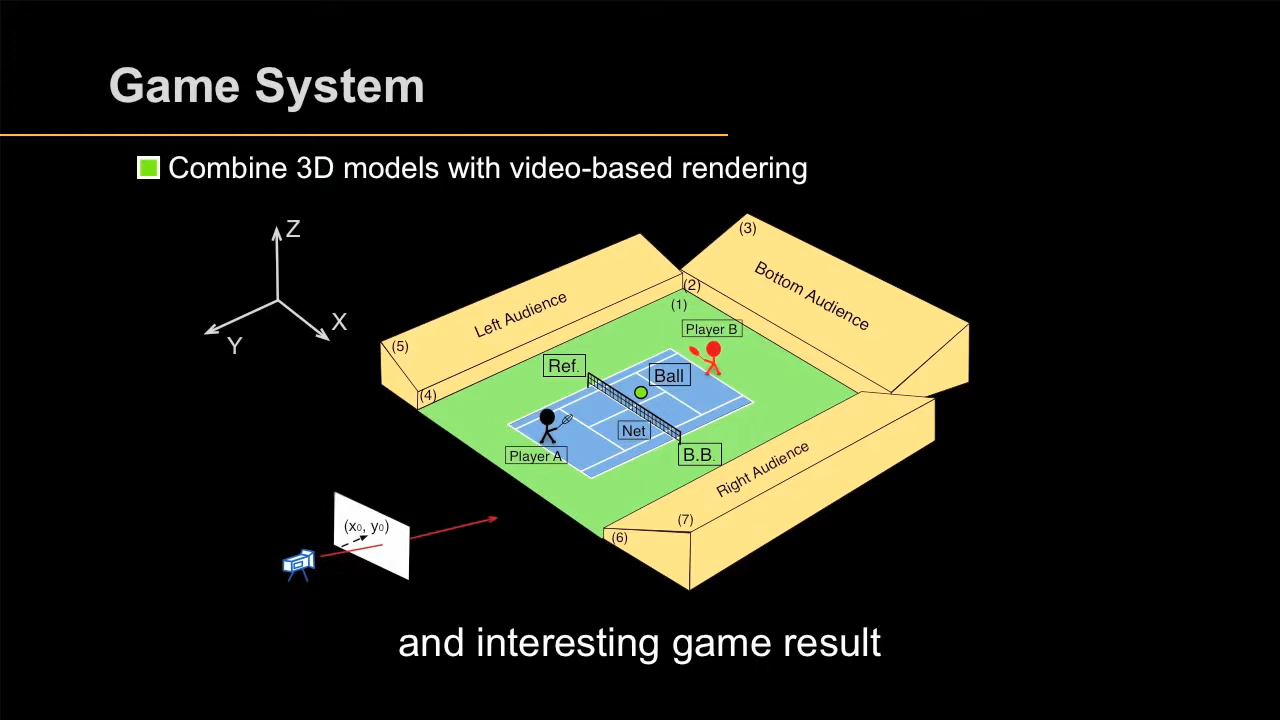 Game System
Combine 3D models with video-based rendering
Z
X
Y
(3)
Bottom Audience
(2)
(1)
Left Audience
(5)
(4)
Player B
Ref.
Ball
Net
Player A
B.B.
Right Audience
(7)
(6)
(x0, y0)
and interesting game result